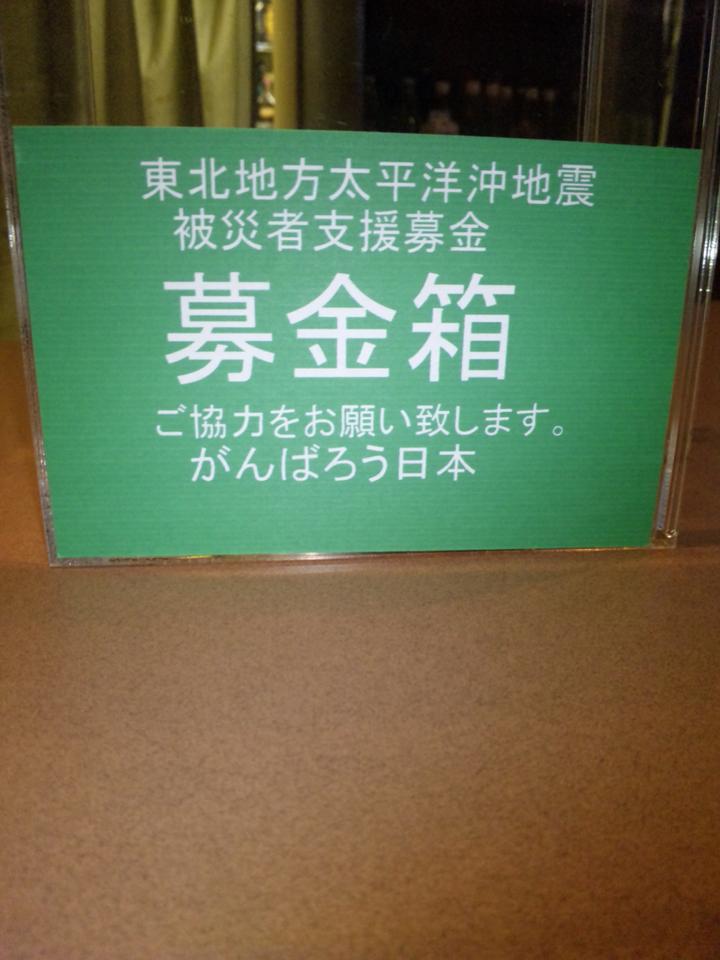 東北地方太平洋沖地震
被災者支援募金
募金箱
ご協力をお願い致します。
がんばろう日本